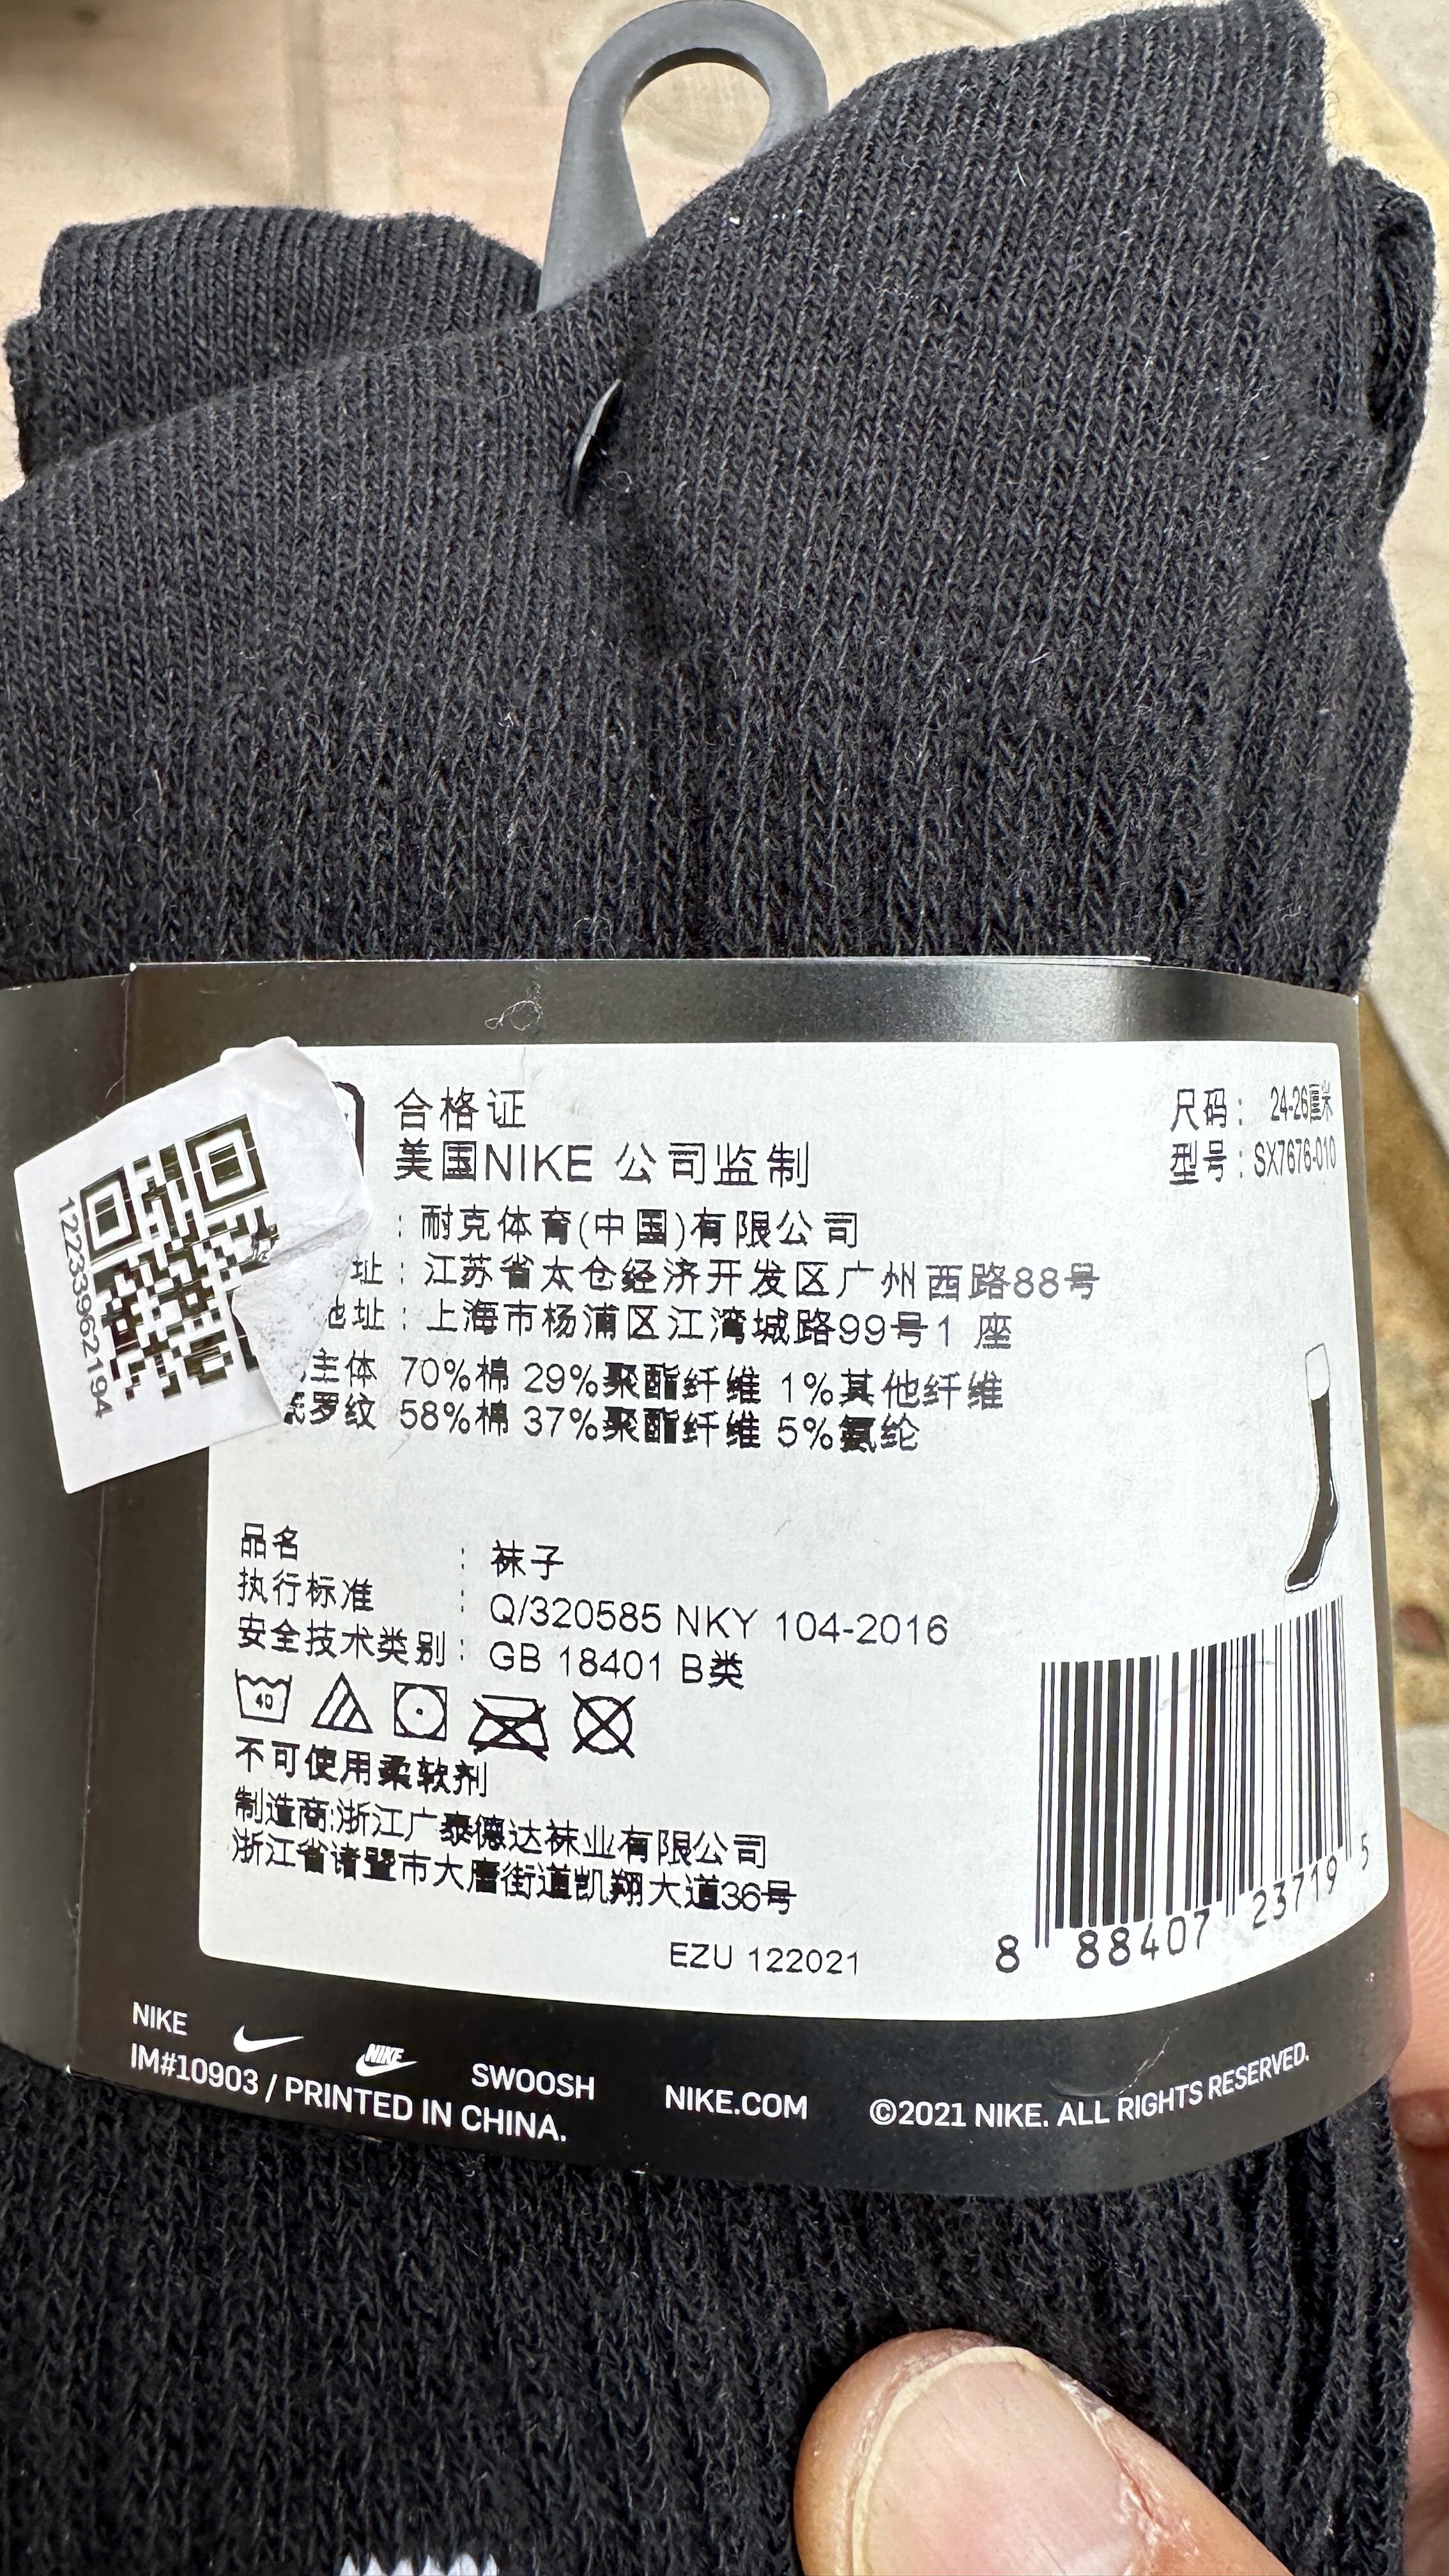 合格证
美国NIKE 公司监制
尺码： 24-26厘米
型号：SX7676-010
：耐克体育(中国)有限公司
址：江苏省太仓经济开发区广州西路88号
地址：上海市杨浦区江湾城路99号1 座
主体 70%棉 29%聚酯纤维 1%其他纤维
罗纹 58%棉 37%聚酯纤维 5%氨纶
品名 ：袜子
执行标准 ：Q/320585 NKY 104-2016
安全技术类别：GB 18401 B类
40
不可使用柔软剂
制造商:浙江广泰德达袜业有限公司
浙江省诸暨市大唐街道凯翔大道36号
EZU 122021
8 88407 23719 5
12233962194
NIKE NIKE SWOOSH NIKE.COM ©2021 NIKE. ALL RIGHTS RESERVED.
IM#10903 / PRINTED IN CHINA.